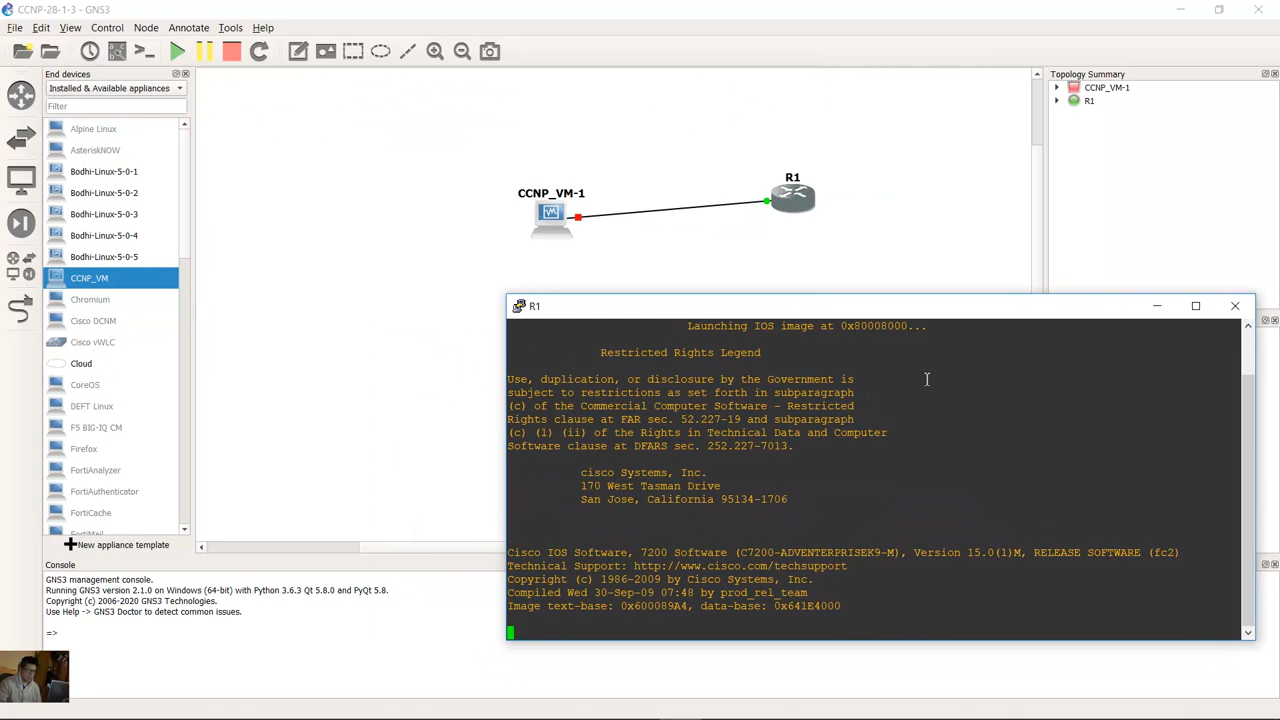 CCNP-28-1-3 - GNS3
File Edit View Control Node Annotate Tools Help
End devices
Installed & Available appliances
Filter
Alpine Linux
AsteriskNOW
Bodhi-Linux-5-0-1
Bodhi-Linux-5-0-2
Bodhi-Linux-5-0-3
Bodhi-Linux-5-0-4
Bodhi-Linux-5-0-5
CCNP_VM
Chromium
Cisco DCNM
Cisco vWLC
Cloud
CoreOS
DEFT Linux
F5 BIG-IQ CM
Firefox
FortiAnalyzer
FortiAuthenticator
FortiCache
FortiMail
New appliance template
CCNP_VM-1
R1
Topology Summary
CCNP_VM-1
R1
Console
GNS3 management console.
Running GNS3 version 2.1.0 on Windows (64-bit) with Python 3.6.3 Qt 5.8.0 and PyQt 5.8.
Copyright (c) 2006-2020 GNS3 Technologies.
Use Help -> GNS3 Doctor to detect common issues.
=>
R1
Launching IOS image at 0x80008000...
Restricted Rights Legend
Use, duplication, or disclosure by the Government is
subject to restrictions as set forth in subparagraph
(c) of the Commercial Computer Software - Restricted
Rights clause at FAR sec. 52.227-19 and subparagraph
(c) (1) (ii) of the Rights in Technical Data and Computer
Software clause at DFARS sec. 252.227-7013.
cisco Systems, Inc.
170 West Tasman Drive
San Jose, California 95134-1706
Cisco IOS Software, 7200 Software (C7200-ADVENTERPRISEK9-M), Version 15.0(1)M, RELEASE SOFTWARE (fc2)
Technical Support: http://www.cisco.com/techsupport
Copyright (c) 1986-2009 by Cisco Systems, Inc.
Compiled Wed 30-Sep-09 07:48 by prod_rel_team
Image text-base: 0x600089A4, data-base: 0x641E4000